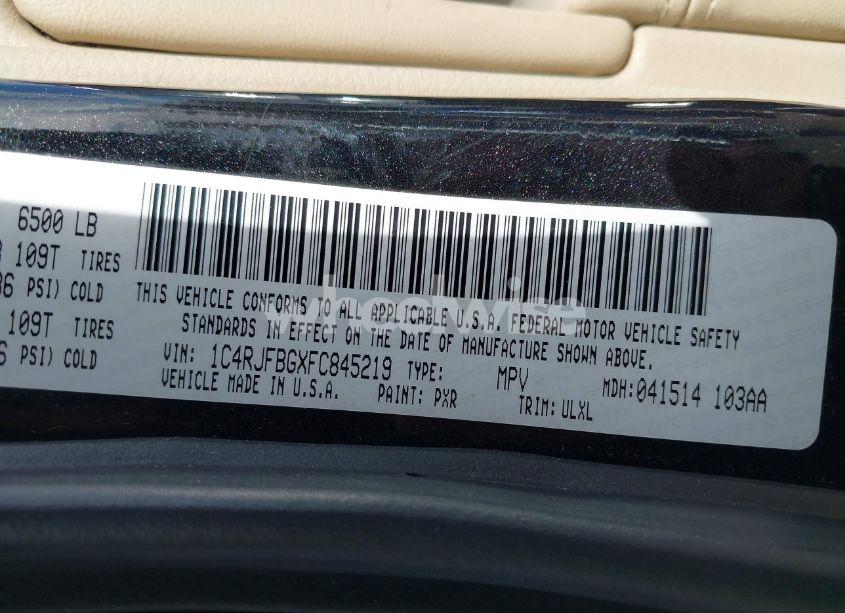 6500 LB
109T TIRES
PSI) COLD
109T TIRES
PSI) COLD
THIS VEHICLE CONFORMS TO ALL APPLICABLE U.S.A. FEDERAL MOTOR VEHICLE SAFETY
STANDARDS IN EFFECT ON THE DATE OF MANUFACTURE SHOWN ABOVE.
VIN: 1C4RJFBGXFC845219 TYPE: MPV MDH:041514 103AA
VEHICLE MADE IN U.S.A. PAINT: PXR TRIM: ULXL
wheelwise